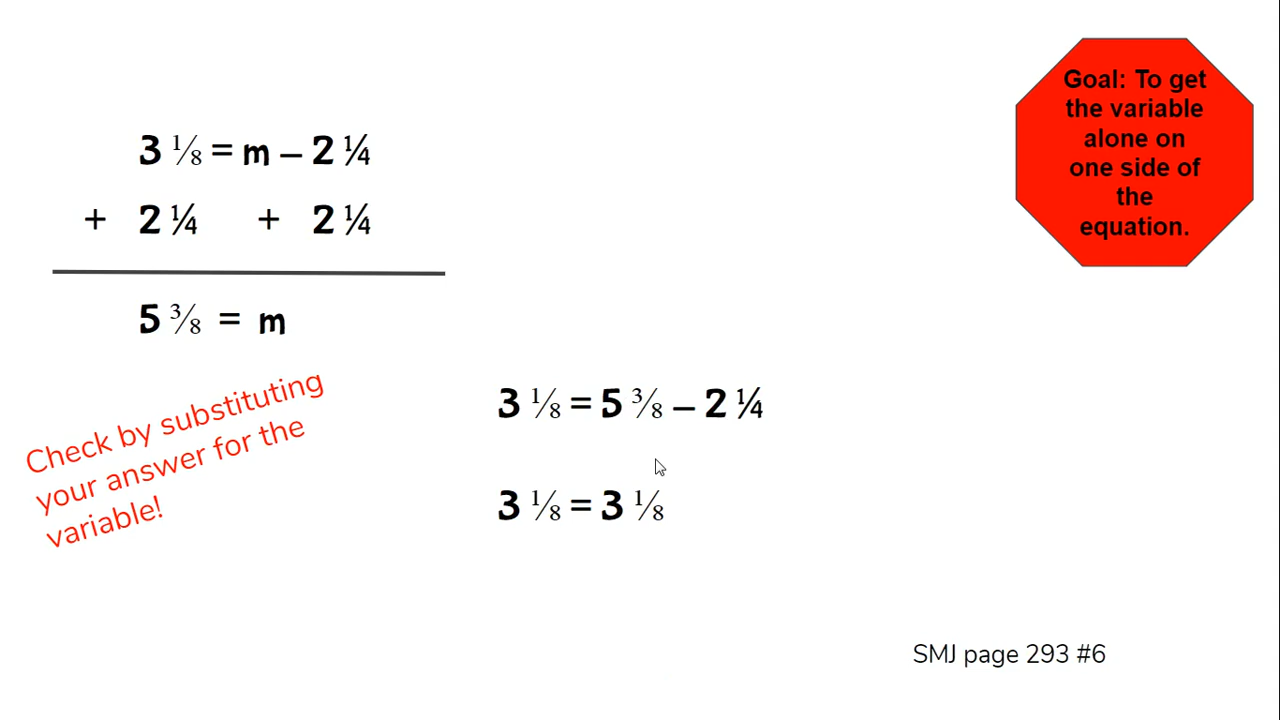 3 ⅛ = m – 2 ¼
+ 2 ¼ + 2 ¼
5 ⅜ = m
Check by substituting
your answer for the
variable!
3 ⅛ = 5 ⅜ – 2 ¼
3 ⅛ = 3 ⅛
Goal: To get
the variable
alone on
one side of
the
equation.
SMJ page 293 #6